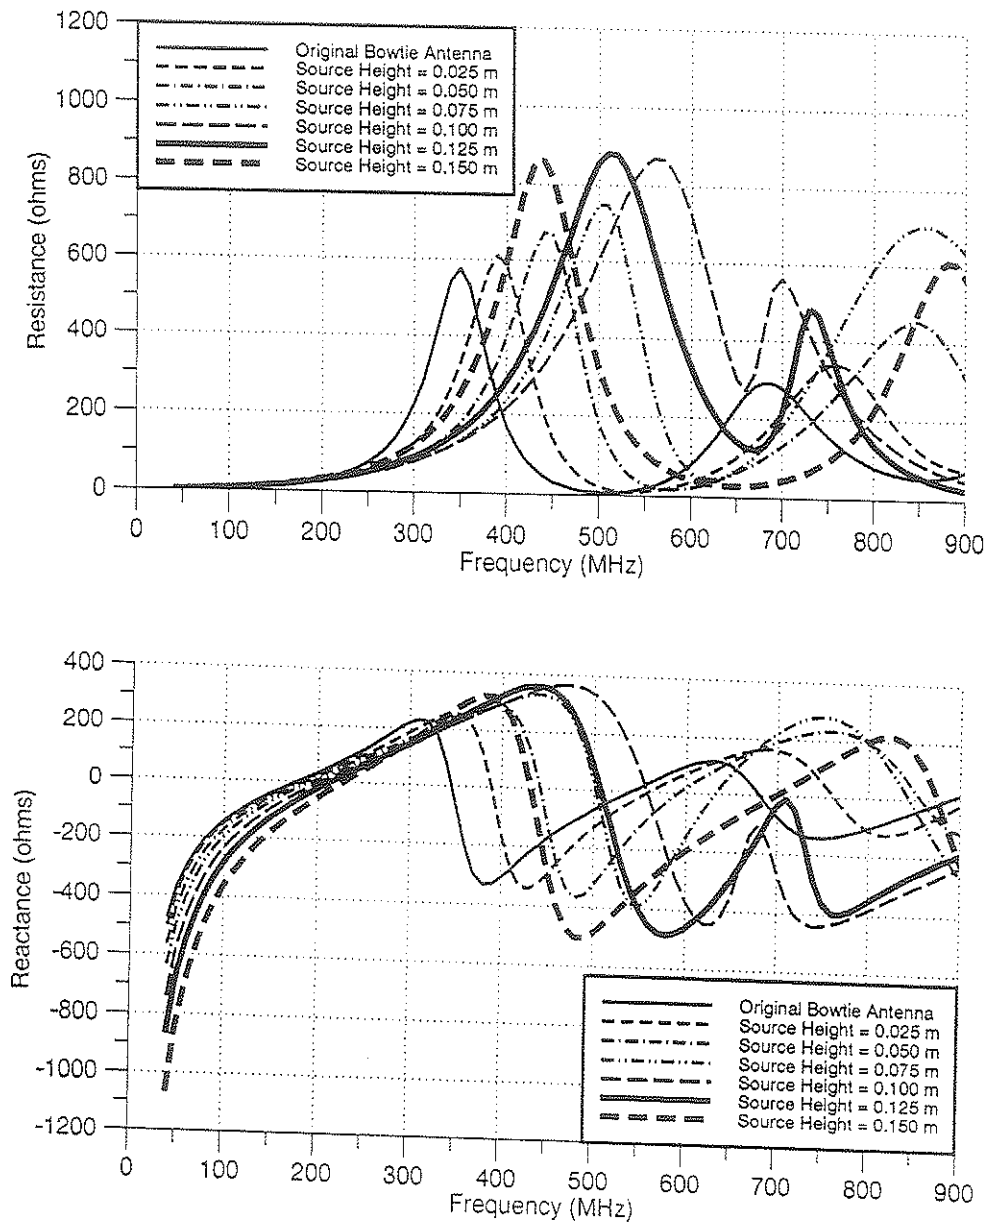 1200
1000
800
600
400
200
0
Resistance (ohms)
Original Bowtie Antenna
Source Height = 0.025 m
Source Height = 0.050 m
Source Height = 0.075 m
Source Height = 0.100 m
Source Height = 0.125 m
Source Height = 0.150 m
0 100 200 300 400 500 600 700 800 900
Frequency (MHz)
400
200
0
-200
-400
-600
-800
-1000
-1200
Reactance (ohms)
Original Bowtie Antenna
Source Height = 0.025 m
Source Height = 0.050 m
Source Height = 0.075 m
Source Height = 0.100 m
Source Height = 0.125 m
Source Height = 0.150 m
0 100 200 300 400 500 600 700 800 900
Frequency (MHz)